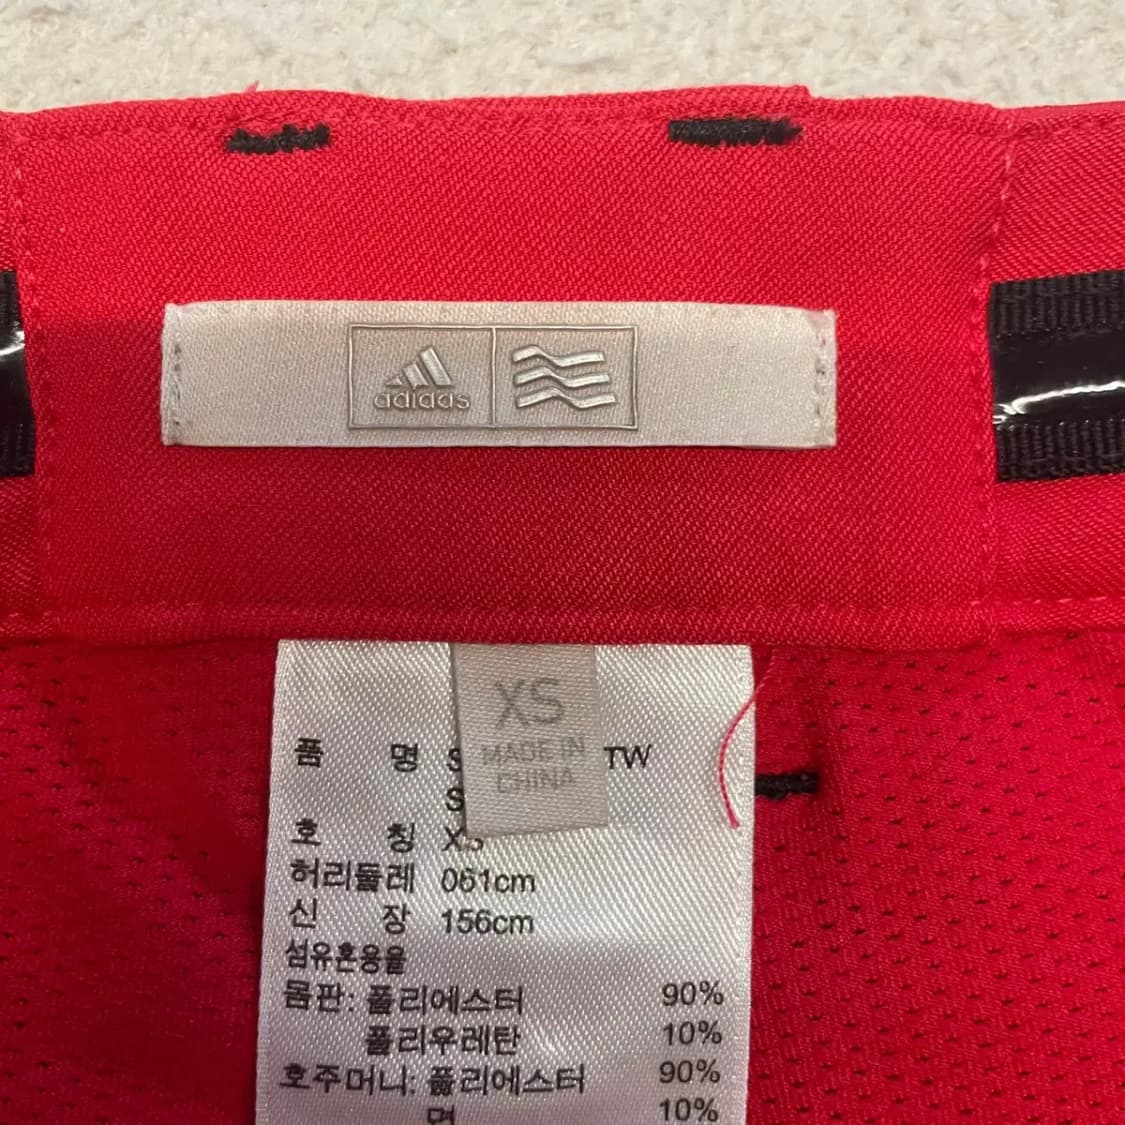 adidas
XS
MADE IN
CHINA
품 명 S TW
S
호 칭 XS
허리둘레 061cm
신 장 156cm
섬유혼용율
몸판: 폴리에스터 90%
폴리우레탄 10%
호주머니: 폴리에스터 90%
면 10%